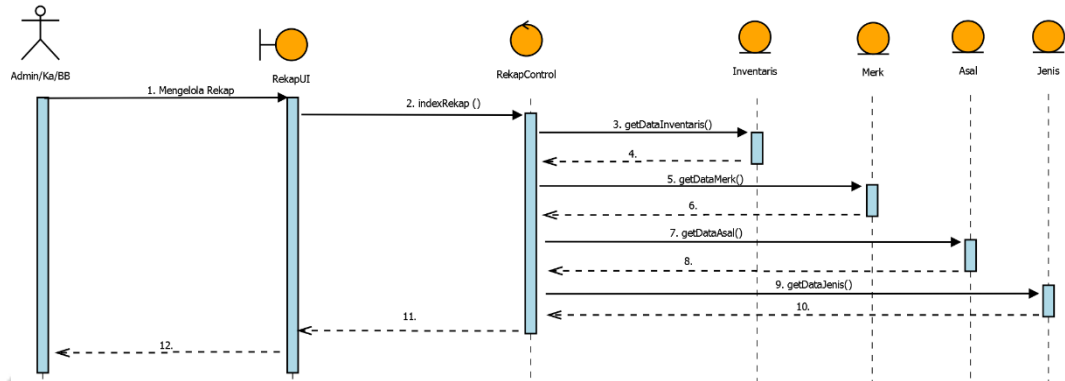 Admin/Ka/BB
RekapUI
RekapControl
Inventaris
Merk
Asal
Jenis
1. Mengelola Rekap
2. indexRekap ()
3. getDataInventaris()
4.
5. getDataMerk()
6.
7. getDataAsal()
8.
9. getDataJenis()
10.
11.
12.